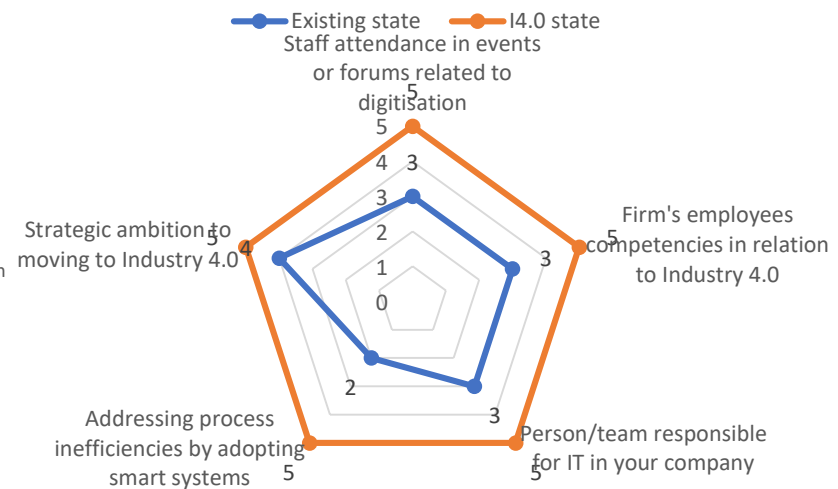 Existing state
I4.0 state
Staff attendance in events
or forums related to
digitisation
5
5
4
3
2
1
0
3
Firm's employees
competencies in relation
to Industry 4.0
5
3
Person/team responsible
for IT in your company
5
3
Addressing process
inefficiencies by adopting
smart systems
5
2
Strategic ambition to
moving to Industry 4.0
5
4